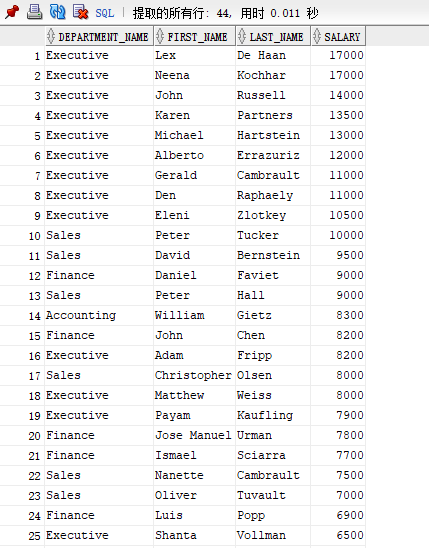 SQL | 提取的所有行: 44, 用时 0.011 秒
DEPARTMENT_NAME FIRST_NAME LAST_NAME SALARY
1 Executive Lex De Haan 17000
2 Executive Neena Kochhar 17000
3 Executive John Russell 14000
4 Executive Karen Partners 13500
5 Executive Michael Hartstein 13000
6 Executive Alberto Errazuriz 12000
7 Executive Gerald Cambrault 11000
8 Executive Den Raphaely 11000
9 Executive Eleni Zlotkey 10500
10 Sales Peter Tucker 10000
11 Sales David Bernstein 9500
12 Finance Daniel Faviet 9000
13 Sales Peter Hall 9000
14 Accounting William Gietz 8300
15 Finance John Chen 8200
16 Executive Adam Fripp 8200
17 Sales Christopher Olsen 8000
18 Executive Matthew Weiss 8000
19 Executive Payam Kaufling 7900
20 Finance Jose Manuel Urman 7800
21 Finance Ismael Sciarra 7700
22 Sales Nanette Cambrault 7500
23 Sales Oliver Tuvault 7000
24 Finance Luis Popp 6900
25 Executive Shanta Vollman 6500